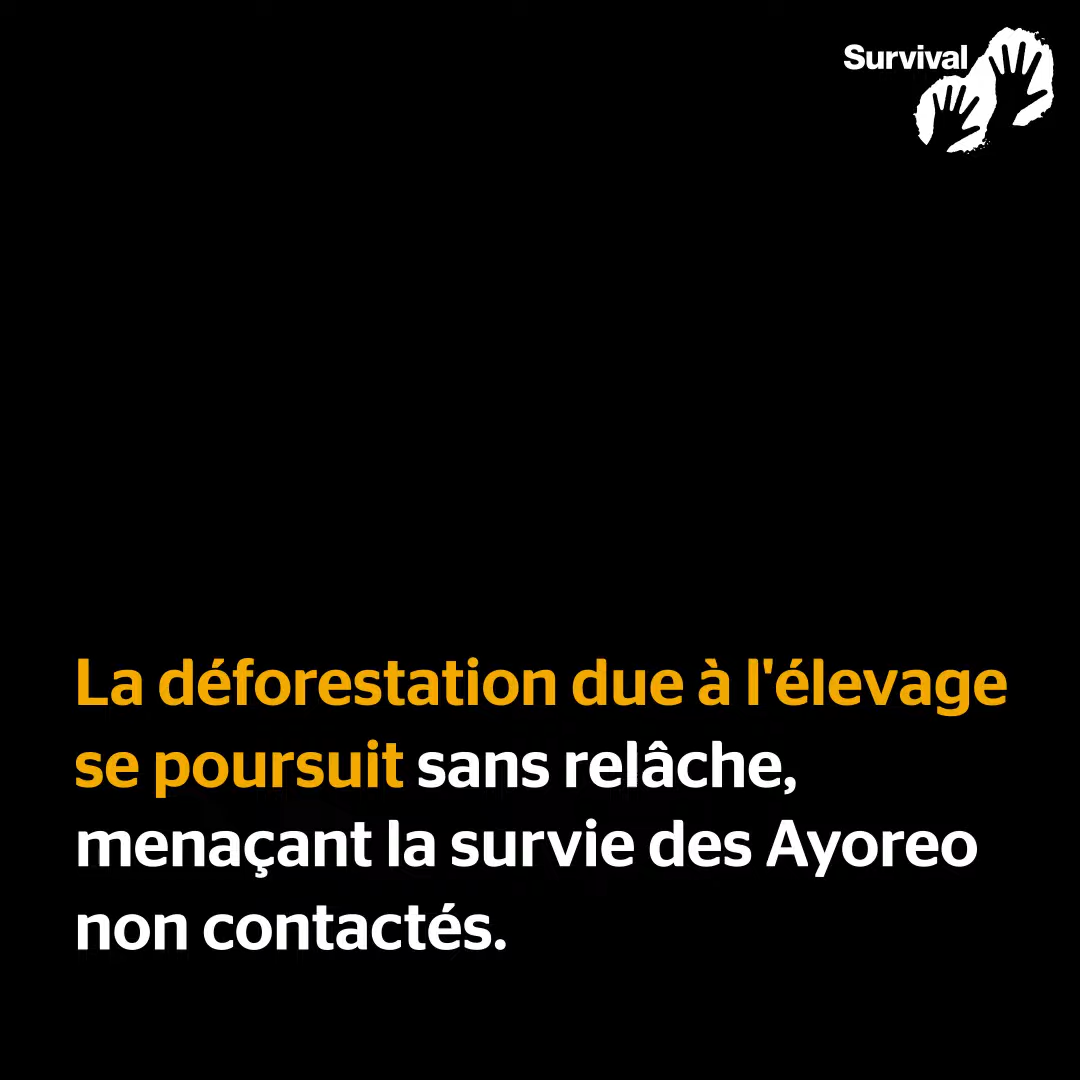 Survival
La déforestation due à l'élevage
se poursuit sans relâche,
menaçant la survie des Ayoreo
non contactés.